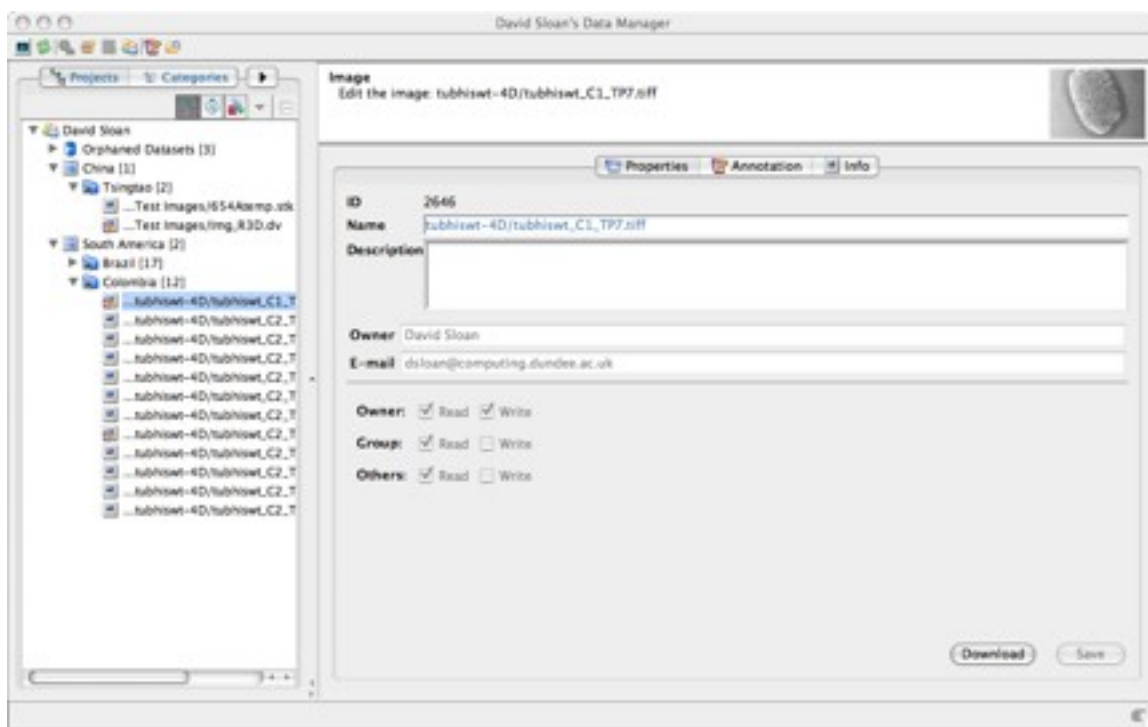 David Sloan's Data Manager
Projects Categories
Image
Edit the image: tubhiswt-4D/tubhiswt_C1_TP7.tiff
David Sloan
Orphaned Datasets [3]
China [1]
Tsingtao [2]
...Test Images/654Atemp.stk
...Test Images/img_R3D.dv
South America [2]
Brazil [17]
Colombia [12]
...tubhiswt-4D/tubhiswt_C1_T
...tubhiswt-4D/tubhiswt_C2_T
...tubhiswt-4D/tubhiswt_C2_T
...tubhiswt-4D/tubhiswt_C2_T
...tubhiswt-4D/tubhiswt_C2_T
...tubhiswt-4D/tubhiswt_C2_T
...tubhiswt-4D/tubhiswt_C2_T
...tubhiswt-4D/tubhiswt_C2_T
...tubhiswt-4D/tubhiswt_C2_T
...tubhiswt-4D/tubhiswt_C2_T
...tubhiswt-4D/tubhiswt_C2_T
...tubhiswt-4D/tubhiswt_C2_T
Properties Annotation Info
ID 2646
Name tubhiswt-4D/tubhiswt_C1_TP7.tiff
Description
Owner David Sloan
E-mail dsloan@computing.dundee.ac.uk
Owner: Read Write
Group: Read Write
Others: Read Write
Download Save